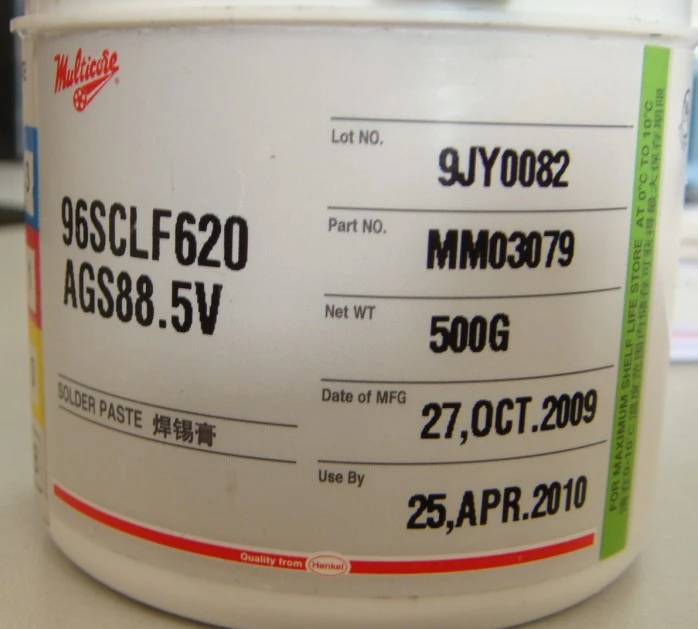 Multicore
96SCLF620
AGS88.5V
SOLDER PASTE 焊锡膏
Lot NO.
9JY0082
Part NO.
MM03079
Net WT
500G
Date of MFG
27,OCT.2009
Use By
25,APR.2010
Quality from Henkel
FOR MAXIMUM SHELF LIFE STORE AT 0°C TO 10°C